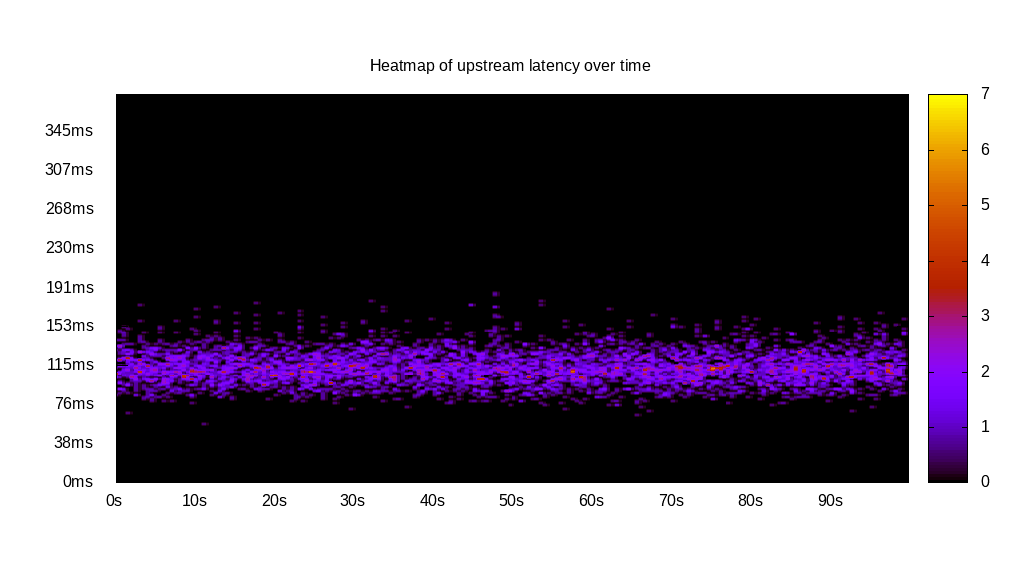 Heatmap of upstream latency over time
345ms
307ms
268ms
230ms
191ms
153ms
115ms
76ms
38ms
0ms
0s 10s 20s 30s 40s 50s 60s 70s 80s 90s
7
6
5
4
3
2
1
0